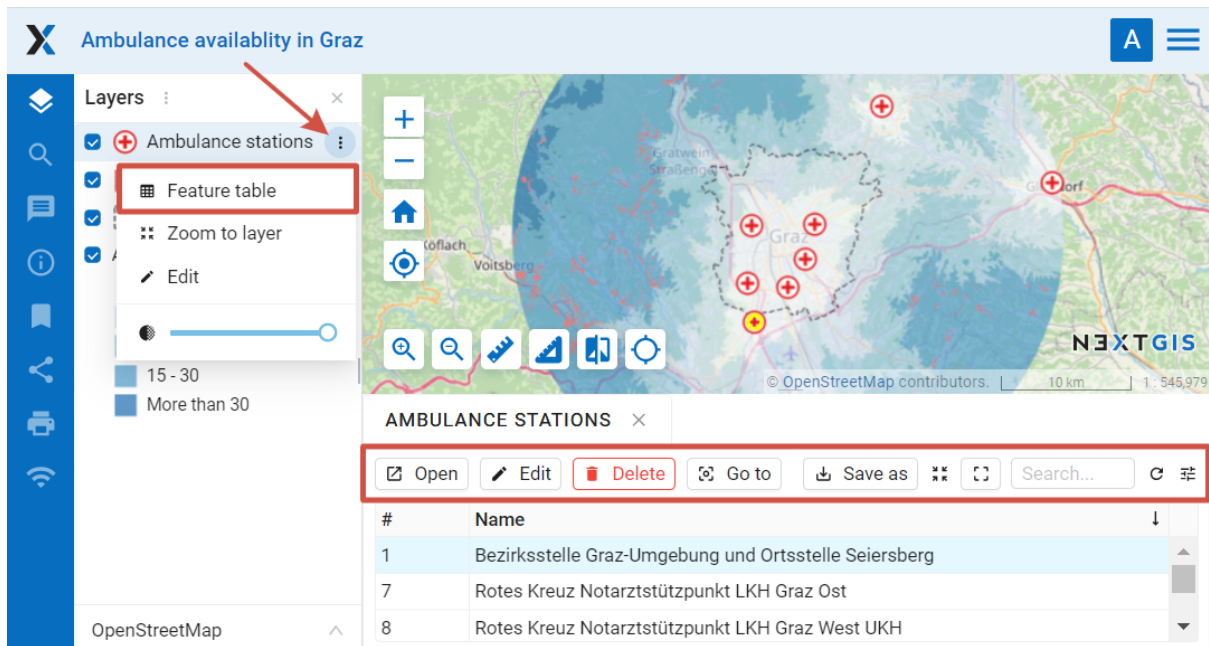 Ambulance availablity in Graz
A
Layers
Ambulance stations
Feature table
Zoom to layer
Edit
15 - 30
More than 30
OpenStreetMap
Gratwein
Straßeng
Graz
Köflach
Voitsberg
NEXTGIS
© OpenStreetMap contributors.
10 km
1 : 545,979
AMBULANCE STATIONS
Open
Edit
Delete
Go to
Save as
Search...
# Name
1 Bezirksstelle Graz-Umgebung und Ortsstelle Seiersberg
7 Rotes Kreuz Notarztstützpunkt LKH Graz Ost
8 Rotes Kreuz Notarztstützpunkt LKH Graz West UKH